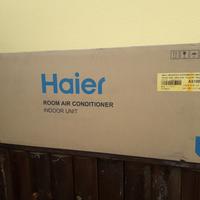 Haier
ROOM AIR CONDITIONER
INDOOR UNIT